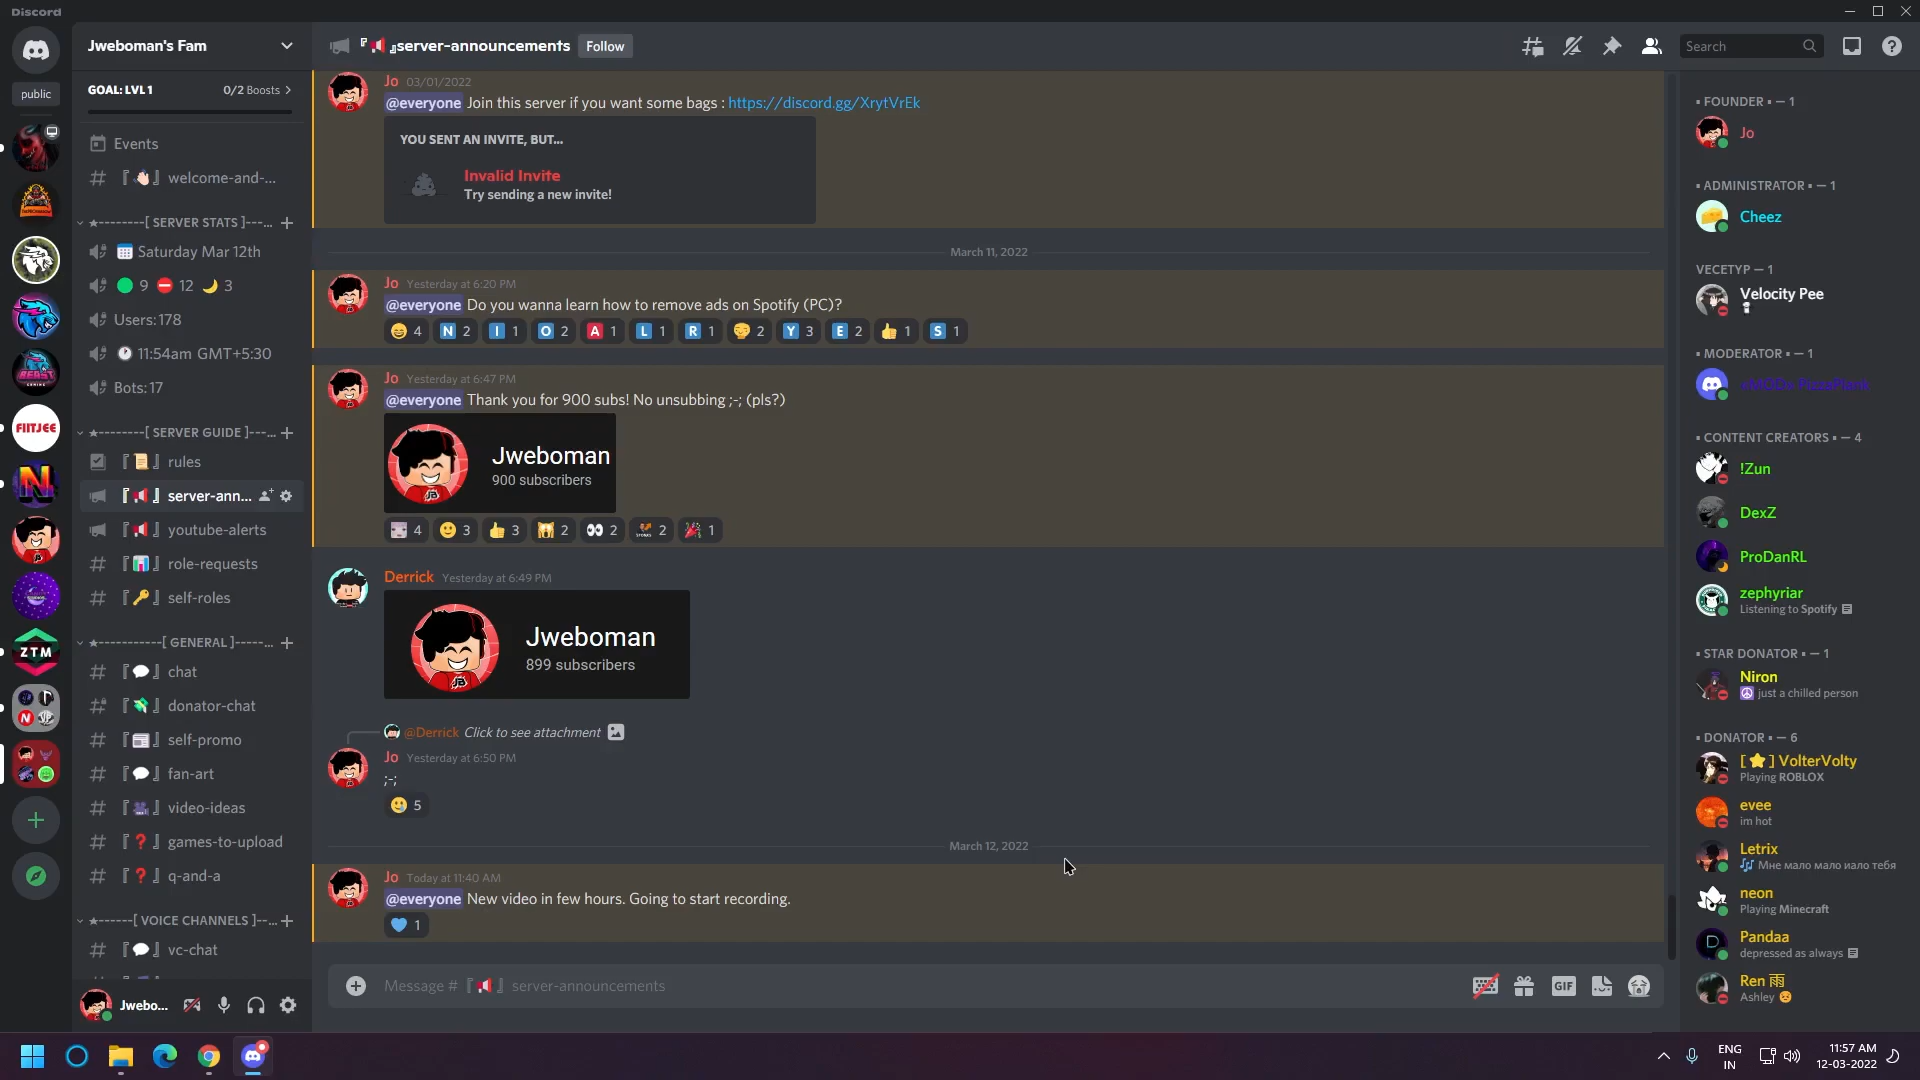 Discord
Jweboman's Fam
public
GOAL: LVL 1 0/2 Boosts
Events
『👋🏻』welcome-and-...
★--------[ SERVER STATS ]---...
Saturday Mar 12th
🟢 9 ⛔ 12 🌙 3
Users:178
🕐 11:54am GMT+5:30
Bots:17
★--------[ SERVER GUIDE ]---...
『📜』rules
『📢』server-ann...
『📢』youtube-alerts
『📊』role-requests
『🔑』self-roles
★-----------[ GENERAL ]------...
『💬』chat
『💸』donator-chat
『📰』self-promo
『💬』fan-art
『🎥』video-ideas
『❓』games-to-upload
『❓』q-and-a
★------[ VOICE CHANNELS ]--...
『💬』vc-chat
Jwebo...
FIITJEE
N
ZTM
『📢』server-announcements Follow
Search
Jo 03/01/2022
@everyone Join this server if you want some bags : https://discord.gg/XrytVrEk
YOU SENT AN INVITE, BUT...
Invalid Invite
Try sending a new invite!
March 11, 2022
Jo Yesterday at 6:20 PM
@everyone Do you wanna learn how to remove ads on Spotify (PC)?
😄 4 N 2 I 1 O 2 A 1 L 1 R 1 2 Y 3 E 2 👍 1 S 1
Jo Yesterday at 6:47 PM
@everyone Thank you for 900 subs! No unsubbing ;-; (pls?)
Jweboman
900 subscribers
4 🙂 3 👍 3 2 👀 2 2 🎉 1
Derrick Yesterday at 6:49 PM
Jweboman
899 subscribers
@Derrick Click to see attachment
Jo Yesterday at 6:50 PM
;-;
5
March 12, 2022
Jo Today at 11:40 AM
@everyone New video in few hours. Going to start recording.
💙 1
Message #『📢』server-announcements
GIF
▪ FOUNDER ▪ — 1
Jo
▪ ADMINISTRATOR ▪ — 1
Cheez
VECETYP — 1
Velocity Pee
▪ MODERATOR ▪ — 1
▪ CONTENT CREATORS ▪ — 4
!Zun
DexZ
ProDanRL
zephyriar
Listening to Spotify
▪ STAR DONATOR ▪ — 1
Niron
just a chilled person
▪ DONATOR ▪ — 6
[ ⭐ ] VolterVolty
Playing ROBLOX
evee
im hot
Letrix
🎶 Мне мало мало иало тебя
neon
Playing Minecraft
Pandaa
depressed as always
Ren 雨
Ashley
ENG
IN
11:57 AM
12-03-2022